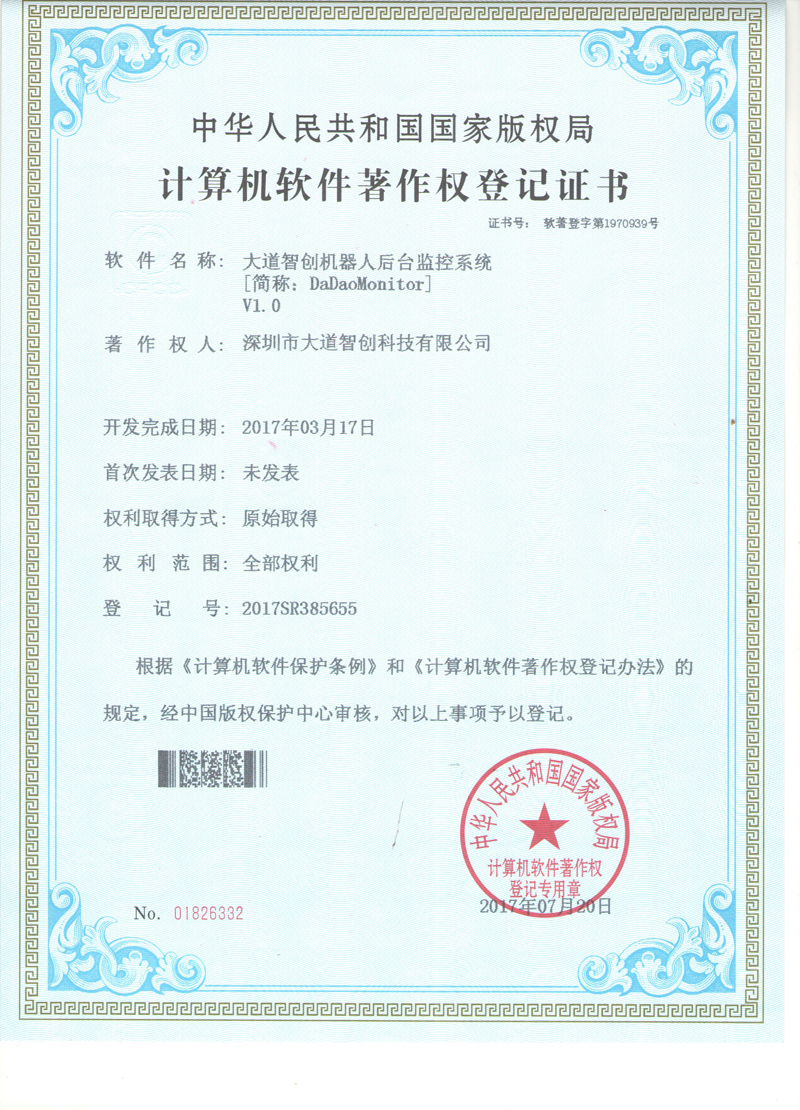 中华人民共和国国家版权局
计算机软件著作权登记证书
证书号： 软著登字第1970939号
软件名称： 大道智创机器人后台监控系统
[简称：DaDaoMonitor]
V1.0
著作权人： 深圳市大道智创科技有限公司
开发完成日期： 2017年03月17日
首次发表日期： 未发表
权利取得方式： 原始取得
权利范围： 全部权利
登记号： 2017SR385655
根据《计算机软件保护条例》和《计算机软件著作权登记办法》的
规定，经中国版权保护中心审核，对以上事项予以登记。
中华人民共和国国家版权局
计算机软件著作权
登记专用章
2017年07月20日
No. 01826332